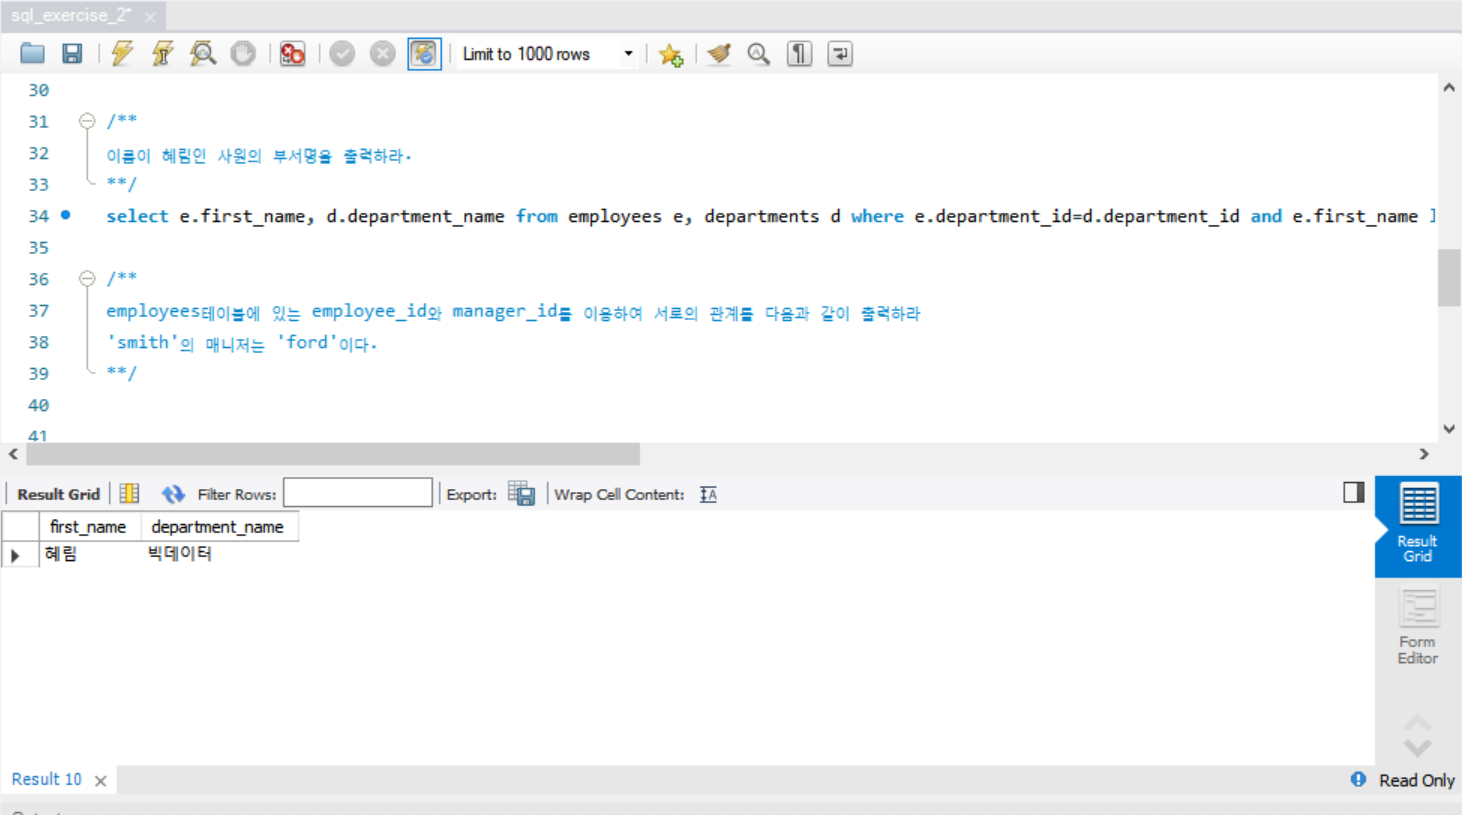 sql_exercise_2*
Limit to 1000 rows
30
31 /**
32 이름이 혜림인 사원의 부서명을 출력하라.
33 **/
34 select e.first_name, d.department_name from employees e, departments d where e.department_id=d.department_id and e.first_name
35
36 /**
37 employees테이블에 있는 employee_id와 manager_id를 이용하여 서로의 관계를 다음과 같이 출력하라
38 'smith'의 매니저는 'ford'이다.
39 **/
40
41
Result Grid Filter Rows: Export: Wrap Cell Content:
first_name department_name
혜림 빅데이터
Result Grid
Form Editor
Result 10
Read Only